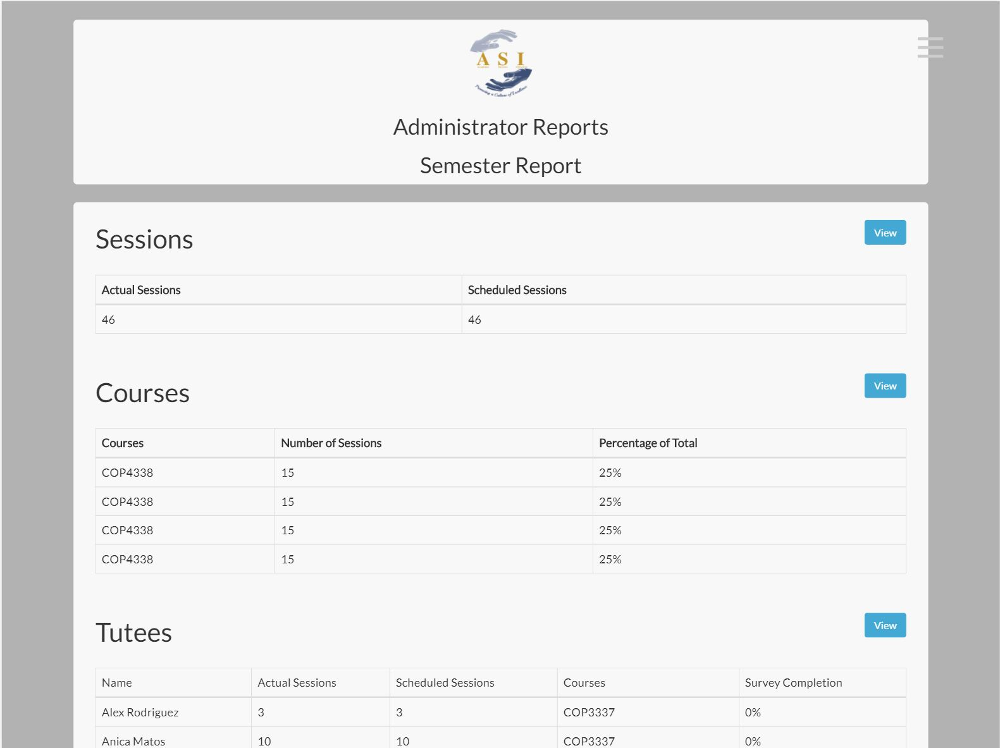 A S I
Promoting a Culture of Excellence
Administrator Reports
Semester Report
Sessions
View
Actual Sessions Scheduled Sessions
46 46
Courses
View
Courses Number of Sessions Percentage of Total
COP4338 15 25%
COP4338 15 25%
COP4338 15 25%
COP4338 15 25%
Tutees
View
Name Actual Sessions Scheduled Sessions Courses Survey Completion
Alex Rodriguez 3 3 COP3337 0%
Anica Matos 10 10 COP3337 0%